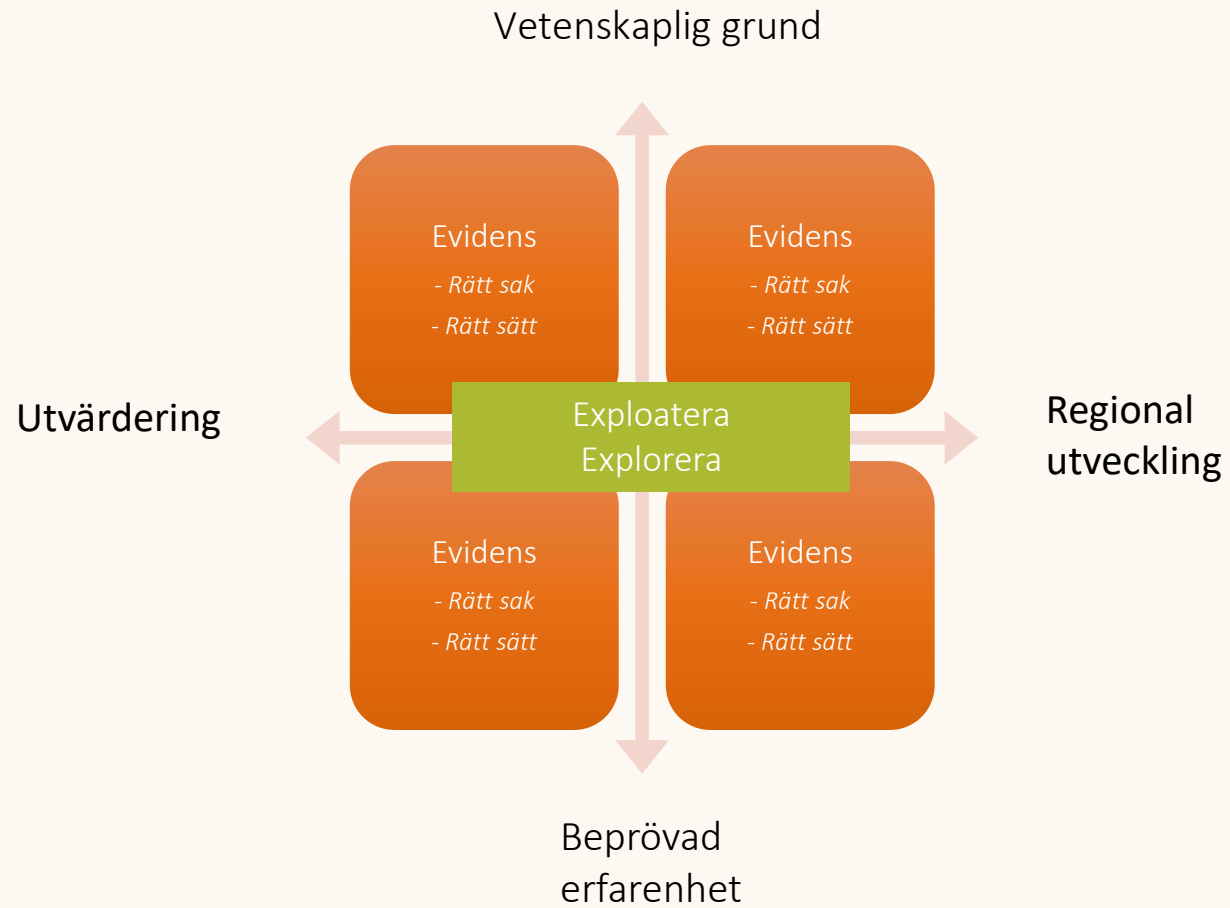 Vetenskaplig grund
Evidens
- Rätt sak
- Rätt sätt
Evidens
- Rätt sak
- Rätt sätt
Utvärdering
Exploatera
Explorera
Regional
utveckling
Evidens
- Rätt sak
- Rätt sätt
Evidens
- Rätt sak
- Rätt sätt
Beprövad
erfarenhet